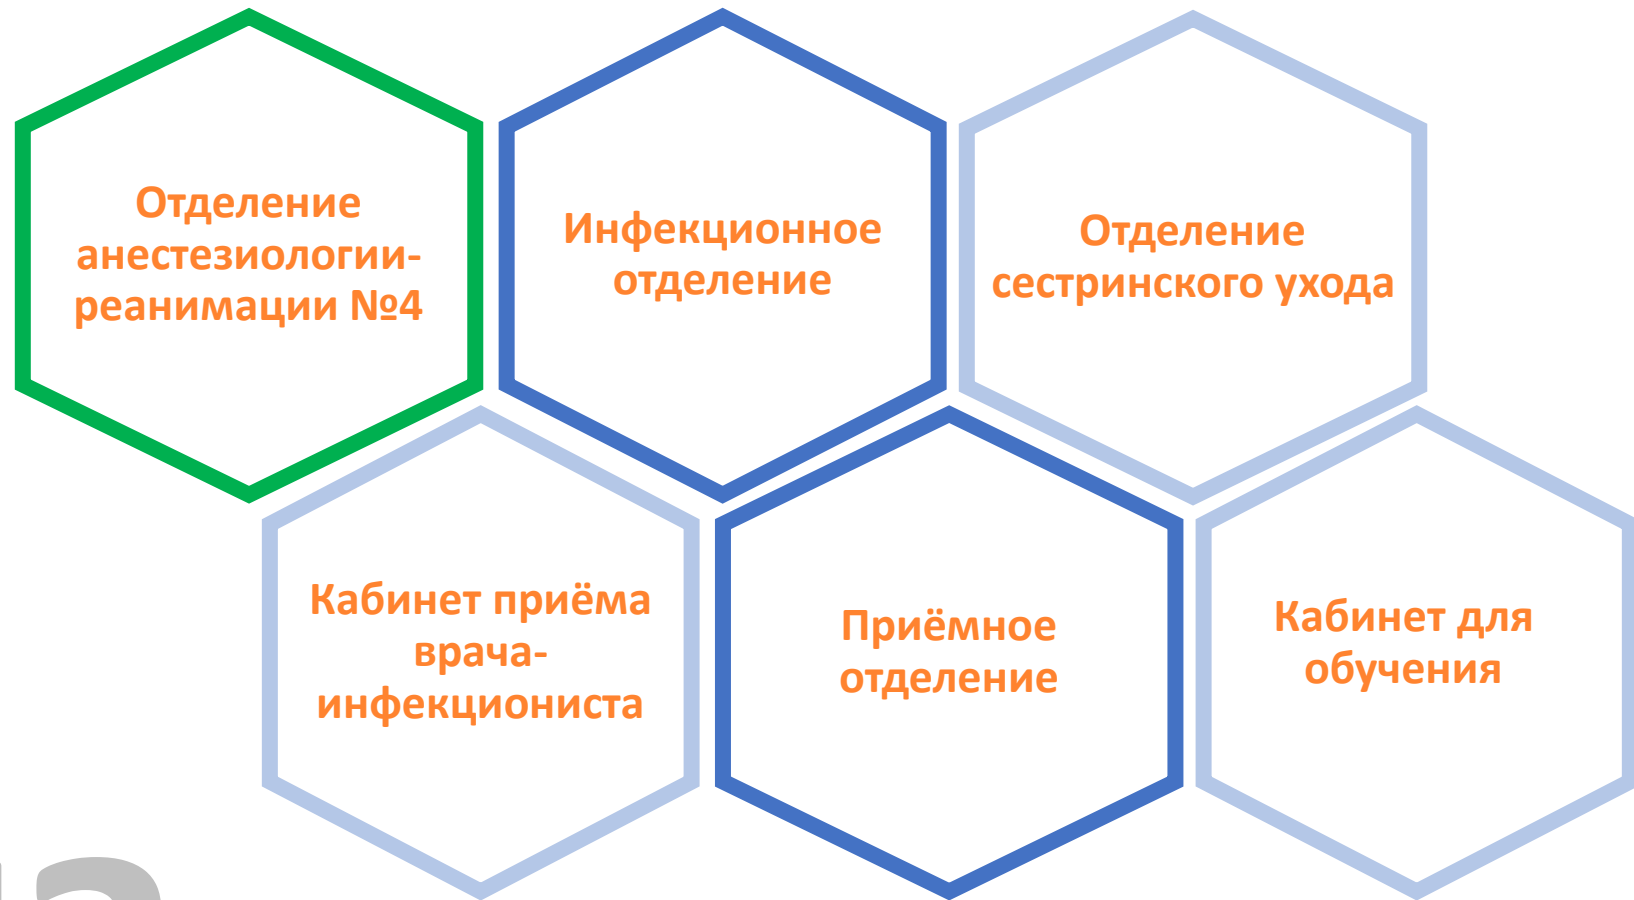 Отделение
анестезиологии-
реанимации №4
Инфекционное
отделение
Отделение
сестринского ухода
Кабинет приёма
врача-
инфекциониста
Приёмное
отделение
Кабинет для
обучения